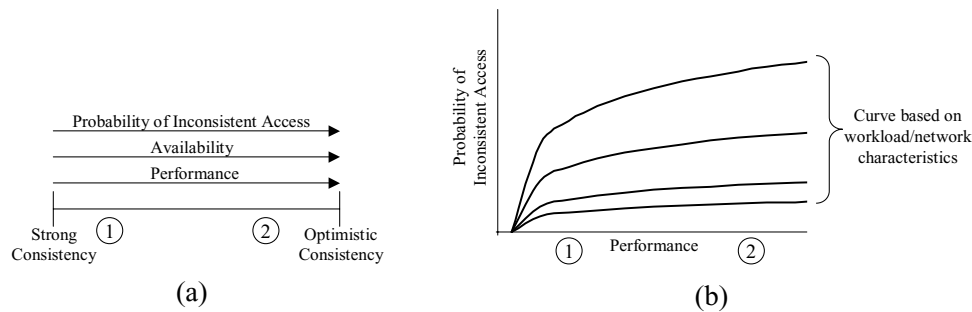 Probability of Inconsistent Access
Availability
Performance
1
2
Strong
Consistency
Optimistic
Consistency
(a)
Probability of
Inconsistent Access
Performance
1
2
Curve based on
workload/network
characteristics
(b)